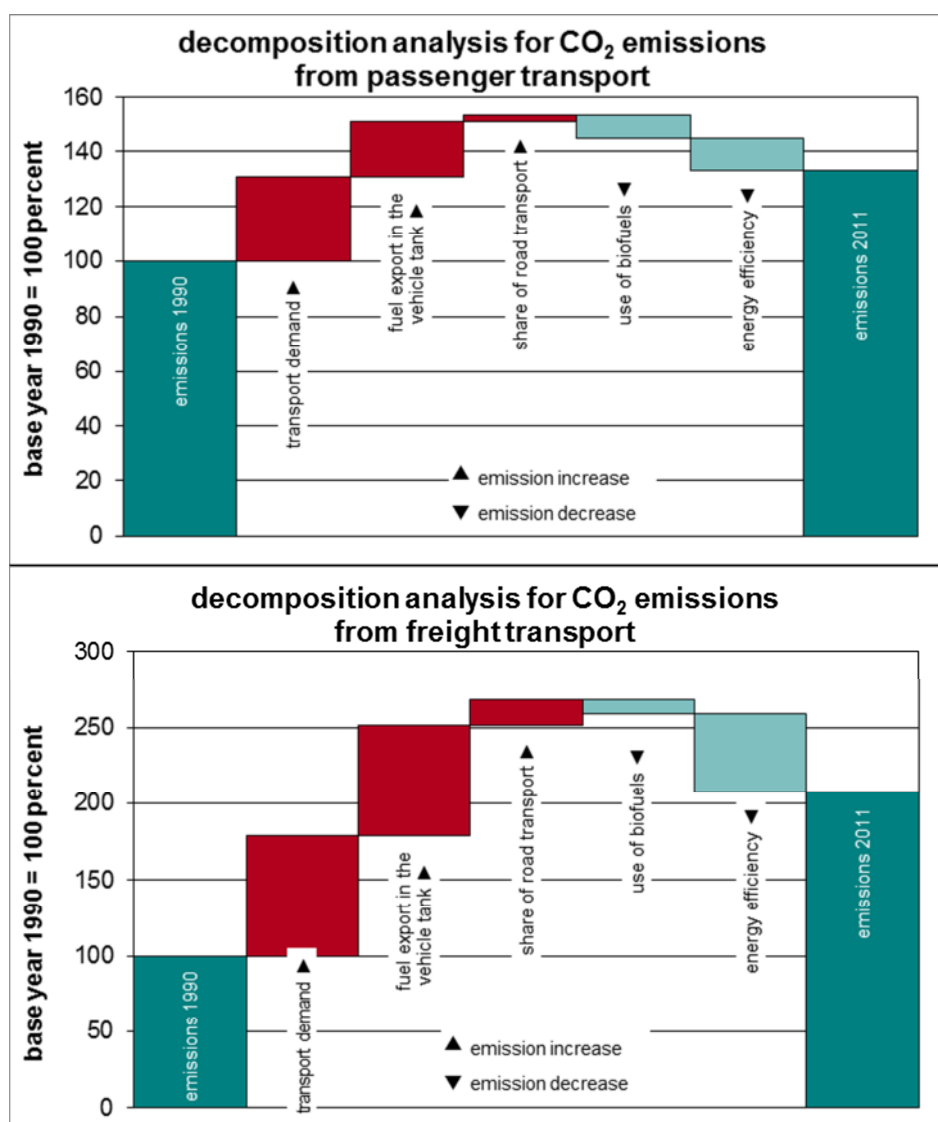 decomposition analysis for CO₂ emissions
from passenger transport
base year 1990 = 100 percent
160
140
120
100
80
60
40
20
0
emissions 1990
transport demand ▲
fuel export in the
vehicle tank ▲
share of road transport ▲
use of biofuels ▼
energy efficiency ▼
emissions 2011
▲ emission increase
▼ emission decrease
decomposition analysis for CO₂ emissions
from freight transport
base year 1990 = 100 percent
300
250
200
150
100
50
0
emissions 1990
transport demand ▲
fuel export in the
vehicle tank ▲
share of road transport ▲
use of biofuels ▼
energy efficiency ▼
emissions 2011
▲ emission increase
▼ emission decrease